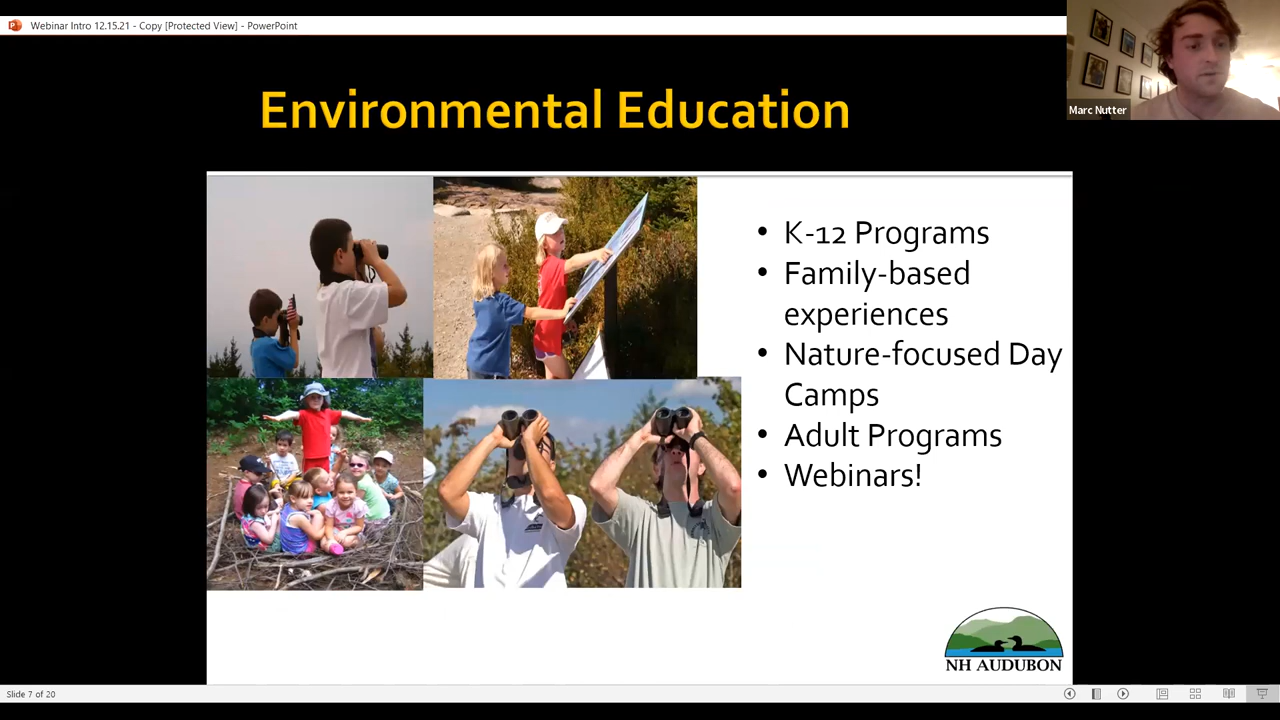 Webinar Intro 12.15.21 - Copy [Protected View] - PowerPoint
Marc Nutter
Environmental Education
• K-12 Programs
• Family-based
experiences
• Nature-focused Day
Camps
• Adult Programs
• Webinars!
NH AUDUBON
Slide 7 of 20